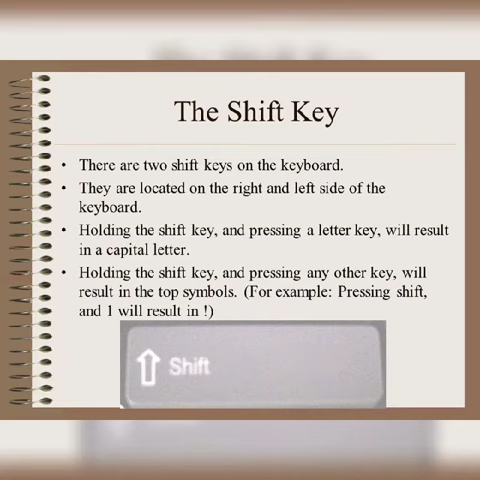 The Shift Key
• There are two shift keys on the keyboard.
• They are located on the right and left side of the
keyboard.
• Holding the shift key, and pressing a letter key, will result
in a capital letter.
• Holding the shift key, and pressing any other key, will
result in the top symbols. (For example: Pressing shift,
and 1 will result in !)
Shift